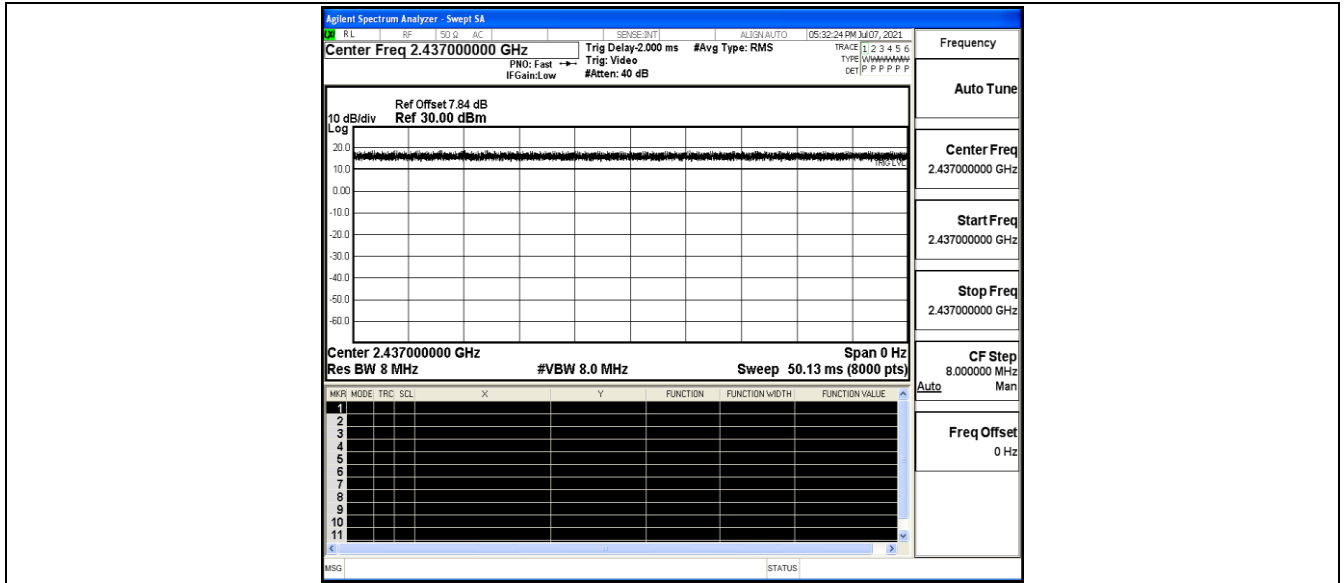 Agilent Spectrum Analyzer - Swept SA
RL RF 50 Ω AC SENSE:INT ALIGN AUTO 05:32:24 PM Jul 07, 2021
Center Freq 2.437000000 GHz
PNO: Fast
IFGain:Low
Trig Delay-2.000 ms
Trig: Video
#Atten: 40 dB
#Avg Type: RMS
TRACE 1 2 3 4 5 6
TYPE
DET P P P P P P
Ref Offset 7.84 dB
10 dB/div Ref 30.00 dBm
Log
20.0
10.0
0.00
-10.0
-20.0
-30.0
-40.0
-50.0
-60.0
TRIG LVL
Center 2.437000000 GHz Span 0 Hz
Res BW 8 MHz #VBW 8.0 MHz Sweep 50.13 ms (8000 pts)
MKR MODE TRC SCL X Y FUNCTION FUNCTION WIDTH FUNCTION VALUE
1
2
3
4
5
6
7
8
9
10
11
MSG STATUS
Frequency
Auto Tune
Center Freq
2.437000000 GHz
Start Freq
2.437000000 GHz
Stop Freq
2.437000000 GHz
CF Step
8.000000 MHz
Auto Man
Freq Offset
0 Hz